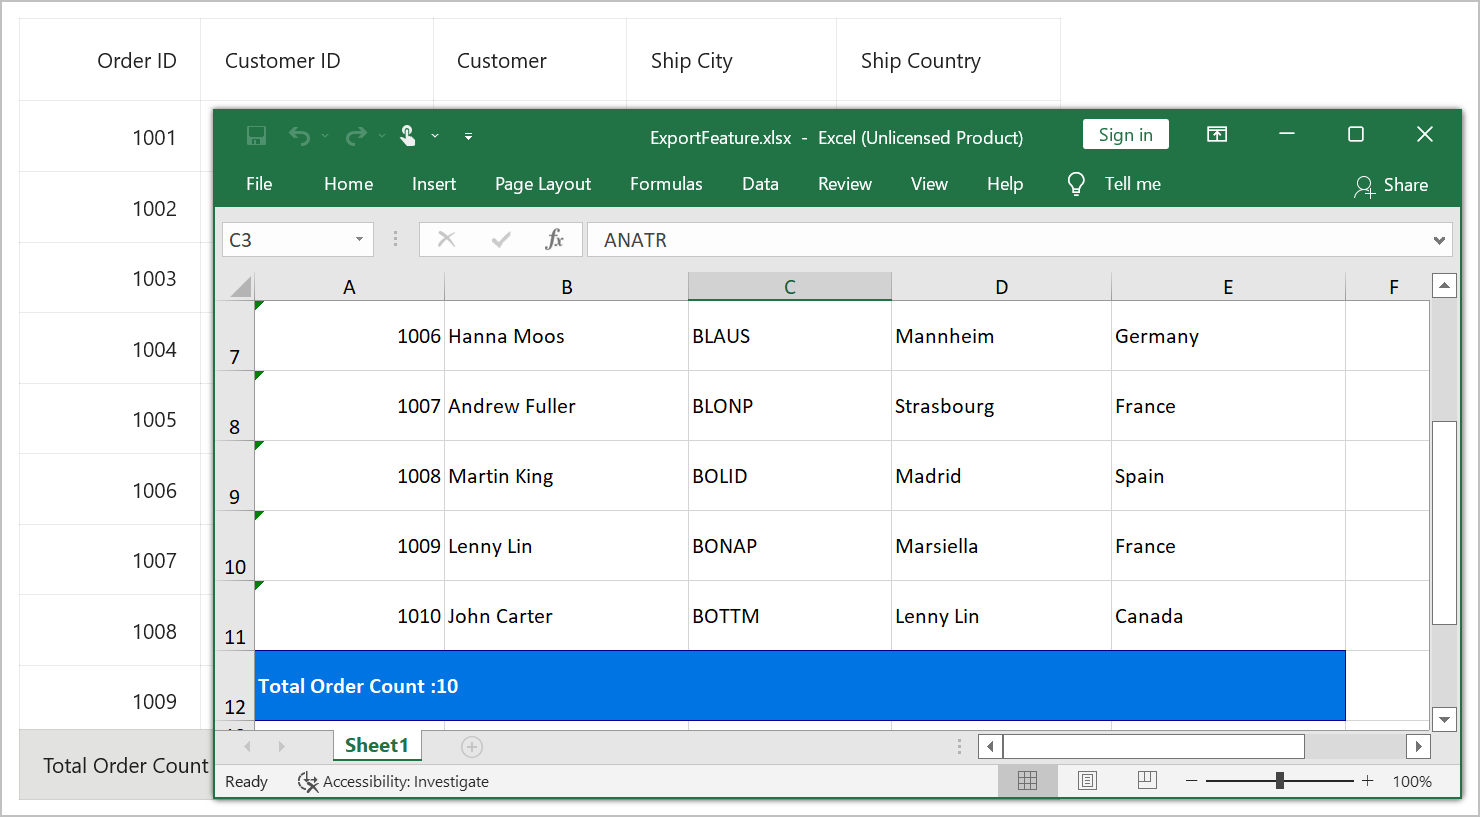 Order ID Customer ID Customer Ship City Ship Country
1001
1002
1003
1004
1005
1006
1007
1008
1009
Total Order Count
ExportFeature.xlsx - Excel (Unlicensed Product) Sign in
File Home Insert Page Layout Formulas Data Review View Help Tell me Share
C3 fx ANATR
A B C D E F
7 1006 Hanna Moos BLAUS Mannheim Germany
8 1007 Andrew Fuller BLONP Strasbourg France
9 1008 Martin King BOLID Madrid Spain
10 1009 Lenny Lin BONAP Marsiella France
11 1010 John Carter BOTTM Lenny Lin Canada
12 Total Order Count :10
Sheet1
Ready Accessibility: Investigate 100%